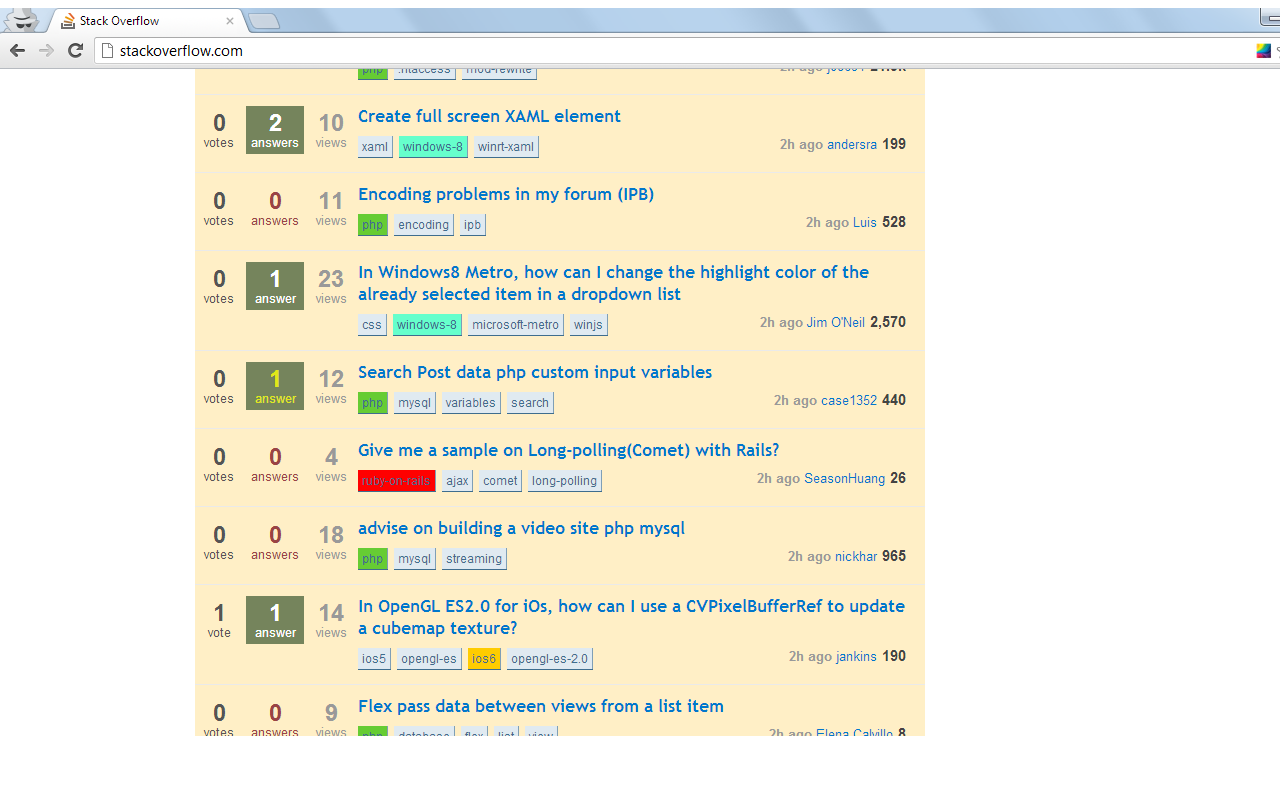 Stack Overflow
stackoverflow.com
php .htaccess mod-rewrite
2h ago
0 votes 2 answers 10 views Create full screen XAML element
xaml windows-8 winrt-xaml
2h ago andersra 199
0 votes 0 answers 11 views Encoding problems in my forum (IPB)
php encoding ipb
2h ago Luis 528
0 votes 1 answer 23 views In Windows8 Metro, how can I change the highlight color of the
already selected item in a dropdown list
css windows-8 microsoft-metro winjs
2h ago Jim O'Neil 2,570
0 votes 1 answer 12 views Search Post data php custom input variables
php mysql variables search
2h ago case1352 440
0 votes 0 answers 4 views Give me a sample on Long-polling(Comet) with Rails?
ruby-on-rails ajax comet long-polling
2h ago SeasonHuang 26
0 votes 0 answers 18 views advise on building a video site php mysql
php mysql streaming
2h ago nickhar 965
1 vote 1 answer 14 views In OpenGL ES2.0 for iOs, how can I use a CVPixelBufferRef to update
a cubemap texture?
ios5 opengl-es ios6 opengl-es-2.0
2h ago jankins 190
0 votes 0 answers 9 views Flex pass data between views from a list item
php database flex list view
2h ago Elena Calvillo 8